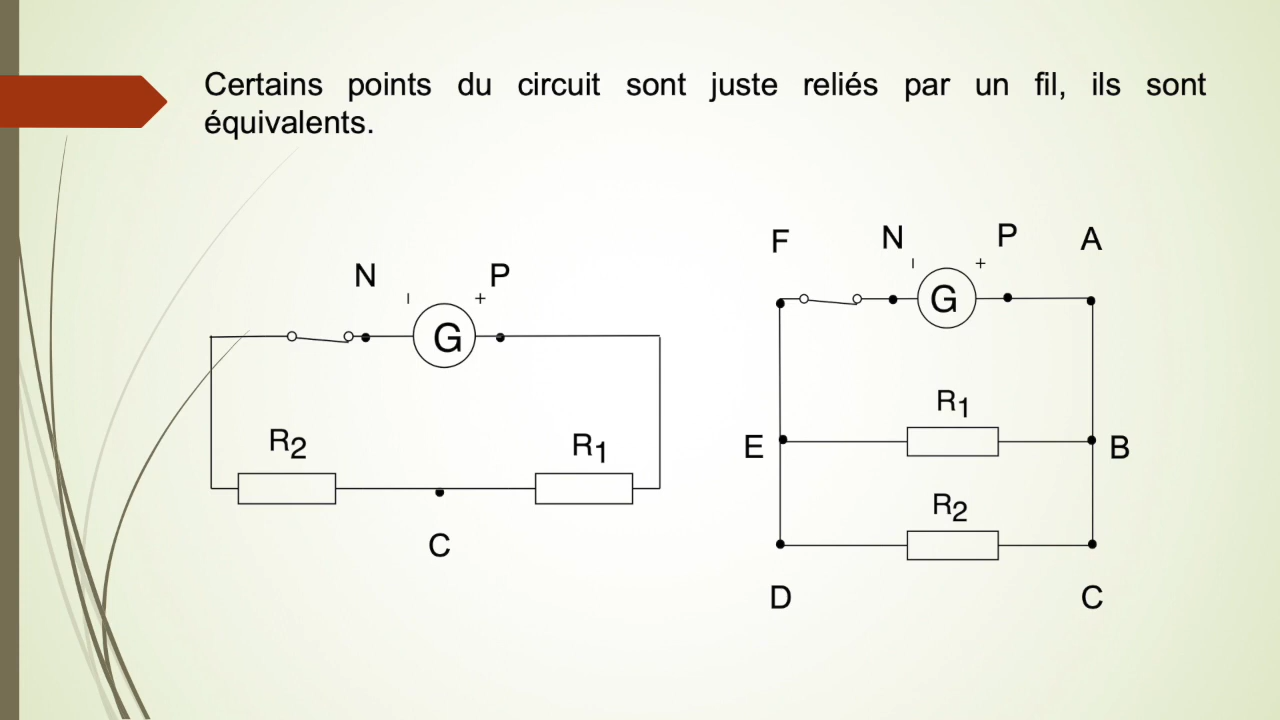 Certains points du circuit sont juste reliés par un fil, ils sont
équivalents.
N P
- +
G
R2 R1
C
F N P A
- +
G
R1
E B
R2
D C